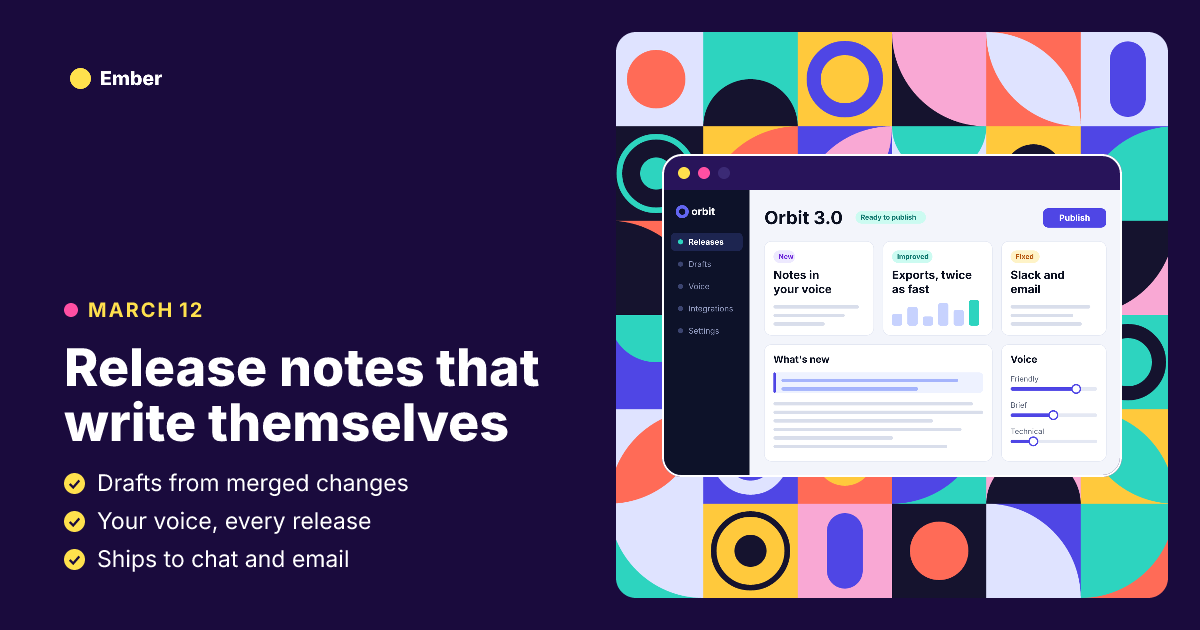 Ember
MARCH 12
Release notes that
write themselves
Drafts from merged changes
Your voice, every release
Ships to chat and email
orbit
Releases
Drafts
Voice
Integrations
Settings
Orbit 3.0
Ready to publish
Publish
New
Notes in
your voice
Improved
Exports, twice
as fast
Fixed
Slack and
email
What's new
Voice
Friendly
Brief
Technical